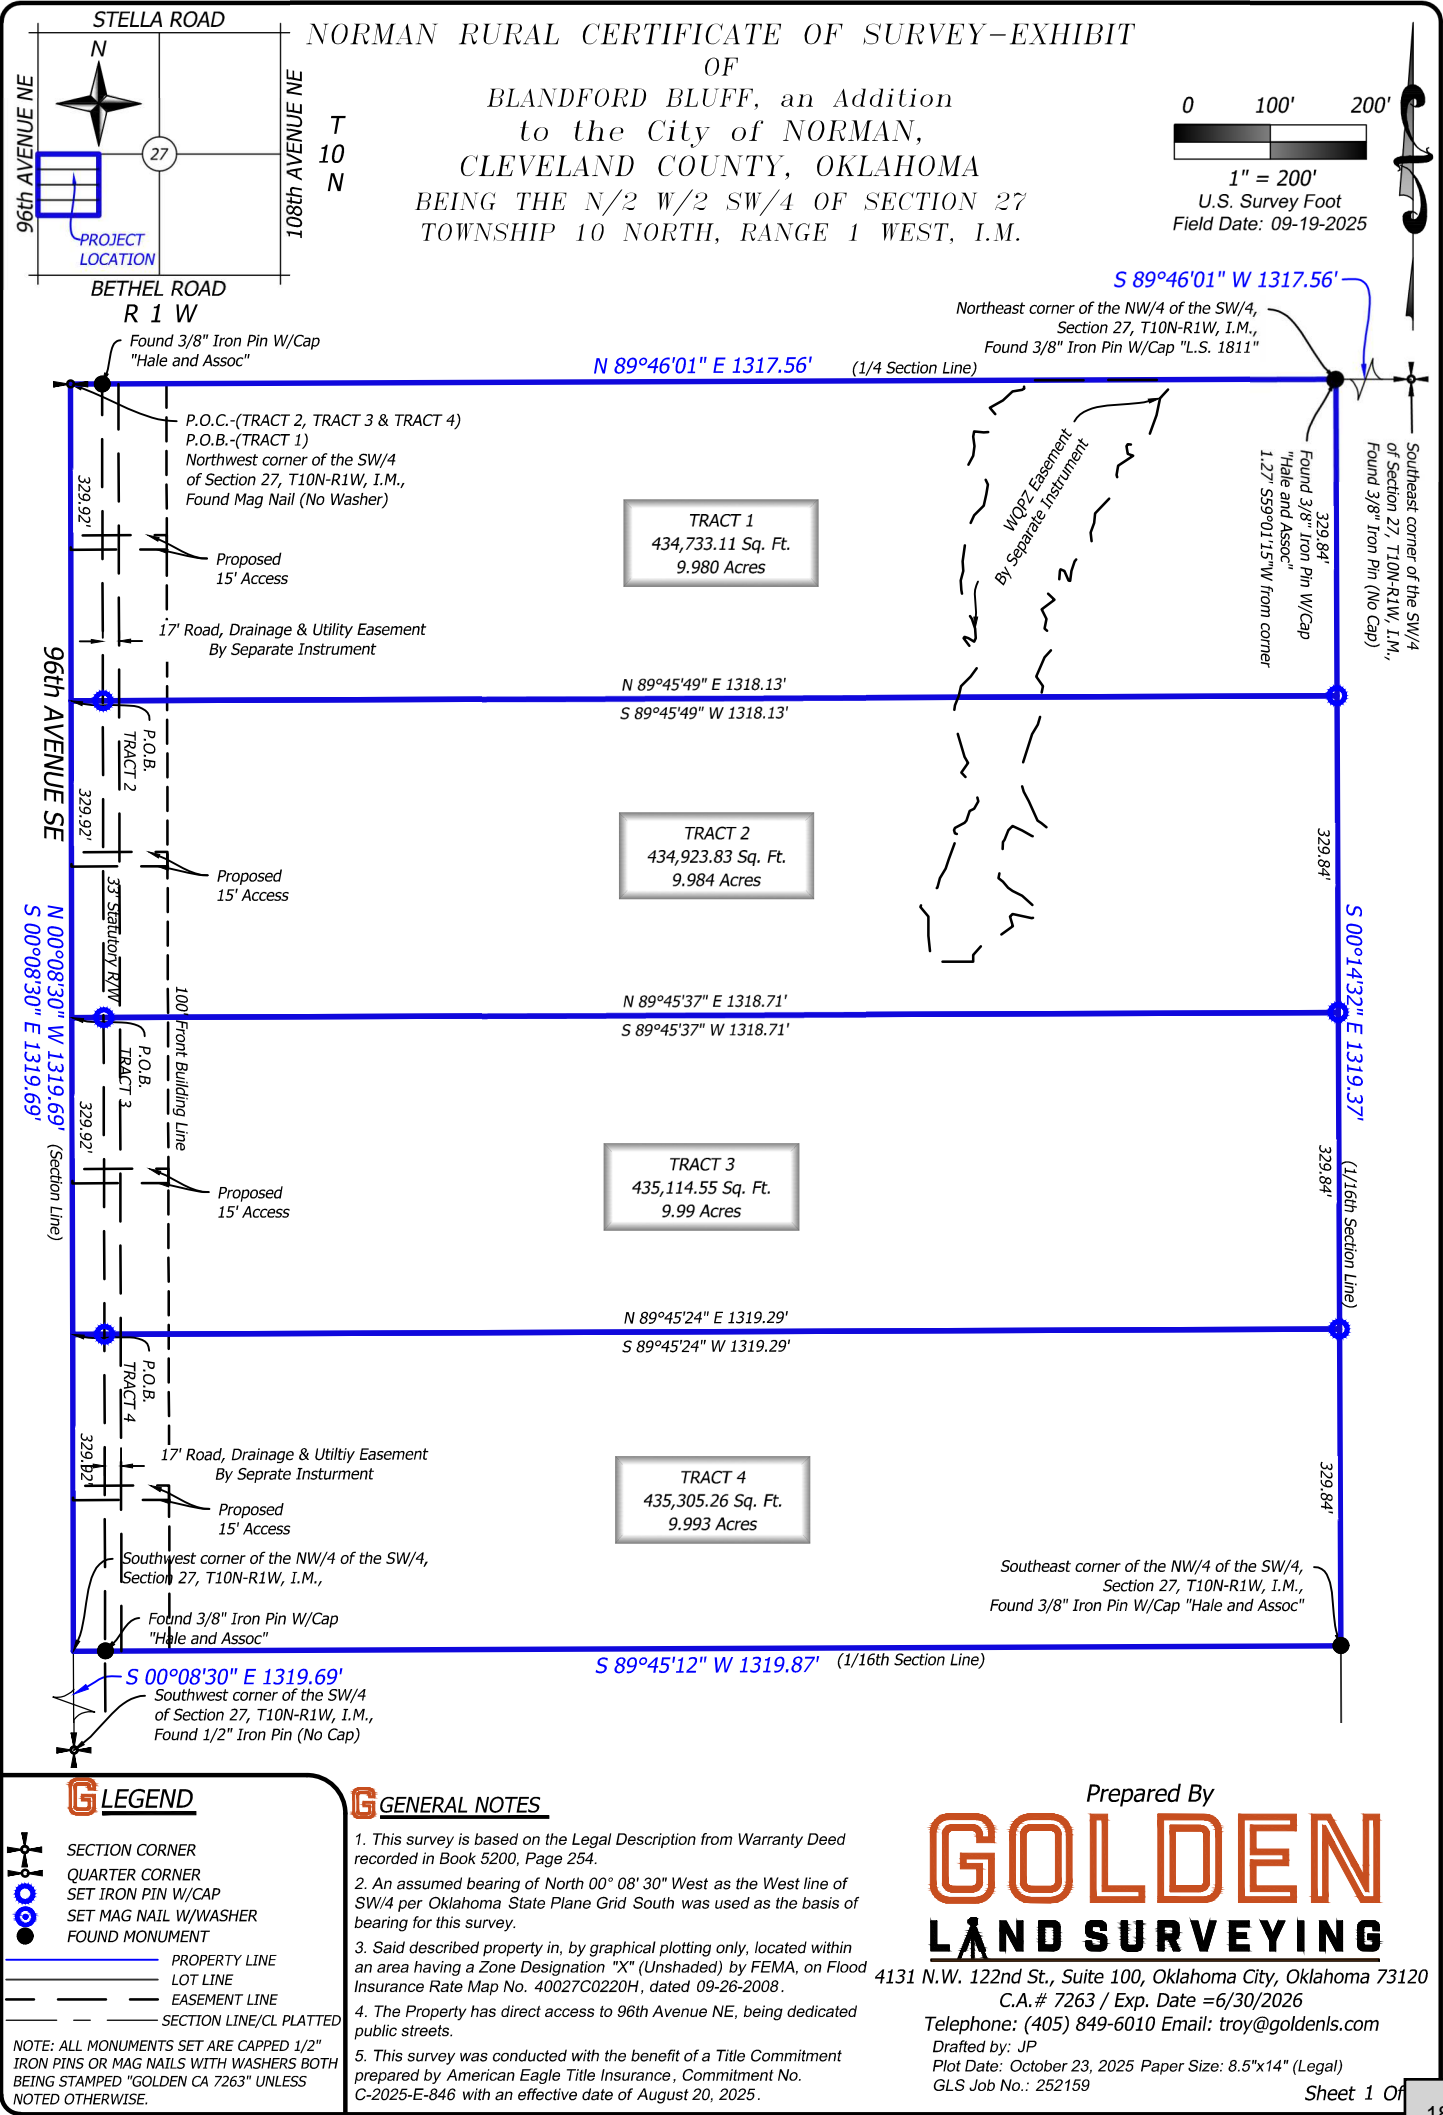 STELLA ROAD
N
96th AVENUE NE
108th AVENUE NE
27
PROJECT
LOCATION
BETHEL ROAD
R 1 W
T
10
N
NORMAN RURAL CERTIFICATE OF SURVEY-EXHIBIT
OF
BLANDFORD BLUFF, an Addition
to the City of NORMAN,
CLEVELAND COUNTY, OKLAHOMA
BEING THE N/2 W/2 SW/4 OF SECTION 27
TOWNSHIP 10 NORTH, RANGE 1 WEST, I.M.
0 100' 200'
1" = 200'
U.S. Survey Foot
Field Date: 09-19-2025
S 89°46'01" W 1317.56'
Northeast corner of the NW/4 of the SW/4,
Section 27, T10N-R1W, I.M.,
Found 3/8" Iron Pin W/Cap "L.S. 1811"
Found 3/8" Iron Pin W/Cap
"Hale and Assoc"
N 89°46'01" E 1317.56'
(1/4 Section Line)
P.O.C.-(TRACT 2, TRACT 3 & TRACT 4)
P.O.B.-(TRACT 1)
Northwest corner of the SW/4
of Section 27, T10N-R1W, I.M.,
Found Mag Nail (No Washer)
329.92'
Proposed
15' Access
TRACT 1
434,733.11 Sq. Ft.
9.980 Acres
WQPZ Easement
By Separate Instrument
329.84'
Found 3/8" Iron Pin W/Cap
"Hale and Assoc"
1.27' S59°01'15"W from corner
Southeast corner of the SW/4
of Section 27, T10N-R1W, I.M.,
Found 3/8" Iron Pin (No Cap)
17' Road, Drainage & Utility Easement
By Separate Instrument
96th AVENUE SE
N 89°45'49" E 1318.13'
S 89°45'49" W 1318.13'
P.O.B.
TRACT 2
329.92'
Proposed
15' Access
TRACT 2
434,923.83 Sq. Ft.
9.984 Acres
329.84'
33' Statutory R/W
N 00°08'30" W 1319.69'
S 00°08'30" E 1319.69'
(Section Line)
100' Front Building Line
S 00°14'32" E 1319.37'
(1/16th Section Line)
N 89°45'37" E 1318.71'
S 89°45'37" W 1318.71'
P.O.B.
TRACT 3
329.92'
Proposed
15' Access
TRACT 3
435,114.55 Sq. Ft.
9.99 Acres
329.84'
N 89°45'24" E 1319.29'
S 89°45'24" W 1319.29'
P.O.B.
TRACT 4
329.92'
17' Road, Drainage & Utiltiy Easement
By Seprate Insturment
Proposed
15' Access
TRACT 4
435,305.26 Sq. Ft.
9.993 Acres
329.84'
Southwest corner of the NW/4 of the SW/4,
Section 27, T10N-R1W, I.M.,
Found 3/8" Iron Pin W/Cap
"Hale and Assoc"
Southeast corner of the NW/4 of the SW/4,
Section 27, T10N-R1W, I.M.,
Found 3/8" Iron Pin W/Cap "Hale and Assoc"
S 89°45'12" W 1319.87'
(1/16th Section Line)
S 00°08'30" E 1319.69'
Southwest corner of the SW/4
of Section 27, T10N-R1W, I.M.,
Found 1/2" Iron Pin (No Cap)
G LEGEND
SECTION CORNER
QUARTER CORNER
SET IRON PIN W/CAP
SET MAG NAIL W/WASHER
FOUND MONUMENT
PROPERTY LINE
LOT LINE
EASEMENT LINE
SECTION LINE/CL PLATTED
NOTE: ALL MONUMENTS SET ARE CAPPED 1/2"
IRON PINS OR MAG NAILS WITH WASHERS BOTH
BEING STAMPED "GOLDEN CA 7263" UNLESS
NOTED OTHERWISE.
G GENERAL NOTES
1. This survey is based on the Legal Description from Warranty Deed
recorded in Book 5200, Page 254.
2. An assumed bearing of North 00° 08' 30" West as the West line of
SW/4 per Oklahoma State Plane Grid South was used as the basis of
bearing for this survey.
3. Said described property in, by graphical plotting only, located within
an area having a Zone Designation "X" (Unshaded) by FEMA, on Flood
Insurance Rate Map No. 40027C0220H, dated 09-26-2008.
4. The Property has direct access to 96th Avenue NE, being dedicated
public streets.
5. This survey was conducted with the benefit of a Title Commitment
prepared by American Eagle Title Insurance, Commitment No.
C-2025-E-846 with an effective date of August 20, 2025.
Prepared By
GOLDEN
LAND SURVEYING
4131 N.W. 122nd St., Suite 100, Oklahoma City, Oklahoma 73120
C.A.# 7263 / Exp. Date =6/30/2026
Telephone: (405) 849-6010 Email: troy@goldenls.com
Drafted by: JP
Plot Date: October 23, 2025 Paper Size: 8.5"x14" (Legal)
GLS Job No.: 252159
Sheet 1 Of